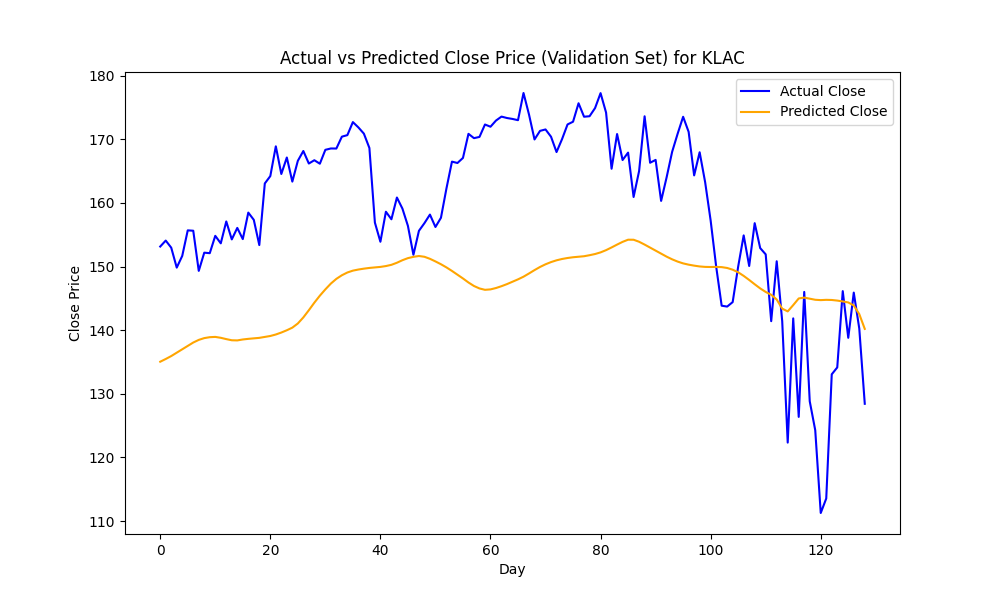 Actual vs Predicted Close Price (Validation Set) for KLAC
Actual Close
Predicted Close
Close Price
180
170
160
150
140
130
120
110
0 20 40 60 80 100 120
Day